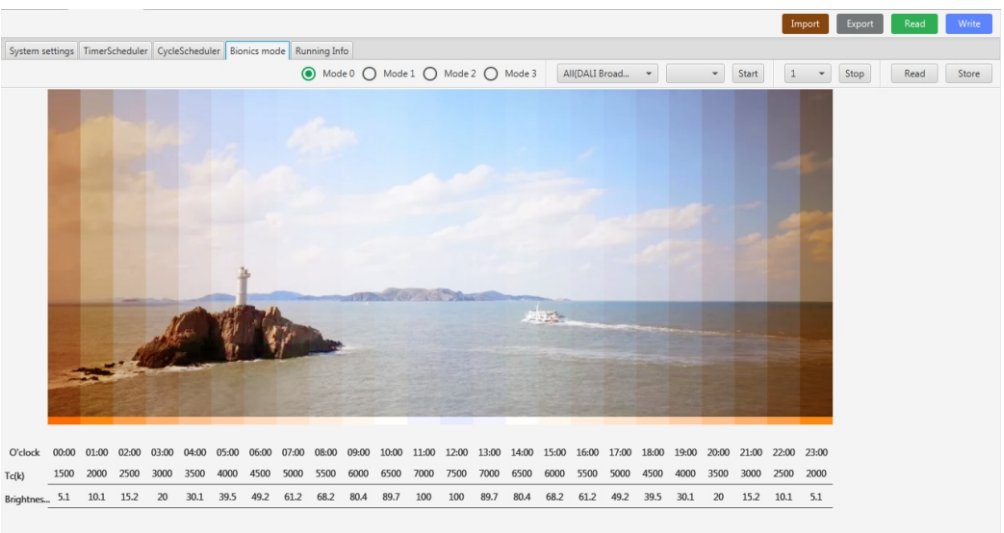 Import Export Read Write
System settings TimerScheduler CycleScheduler Bionics mode Running Info
Mode 0 Mode 1 Mode 2 Mode 3 All(DALI Broad... Start 1 Stop Read Store
O'clock 00:00 01:00 02:00 03:00 04:00 05:00 06:00 07:00 08:00 09:00 10:00 11:00 12:00 13:00 14:00 15:00 16:00 17:00 18:00 19:00 20:00 21:00 22:00 23:00
Tc(k) 1500 2000 2500 3000 3500 4000 4500 5000 5500 6000 6500 7000 7500 7000 6500 6000 5500 5000 4500 4000 3500 3000 2500 2000
Brightnes... 5.1 10.1 15.2 20 30.1 39.5 49.2 61.2 68.2 80.4 89.7 100 100 89.7 80.4 68.2 61.2 49.2 39.5 30.1 20 15.2 10.1 5.1